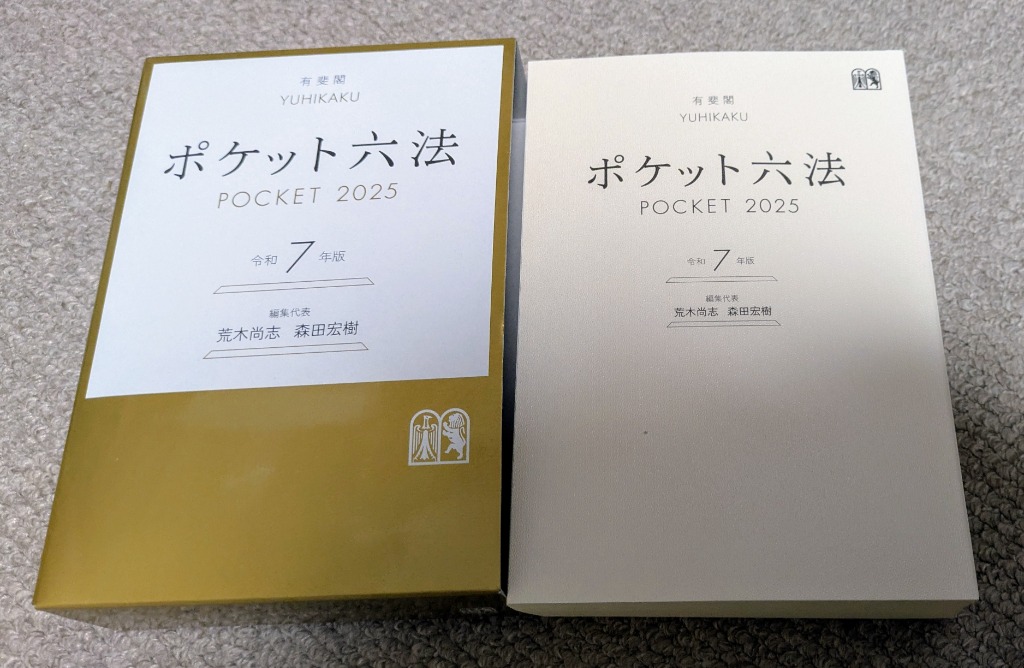 有斐閣
YUHIKAKU
ポケット六法
POCKET 2025
令和7年版
編集代表
荒木尚志 森田宏樹
有斐閣
YUHIKAKU
ポケット六法
POCKET 2025
令和7年版
編集代表
荒木尚志 森田宏樹